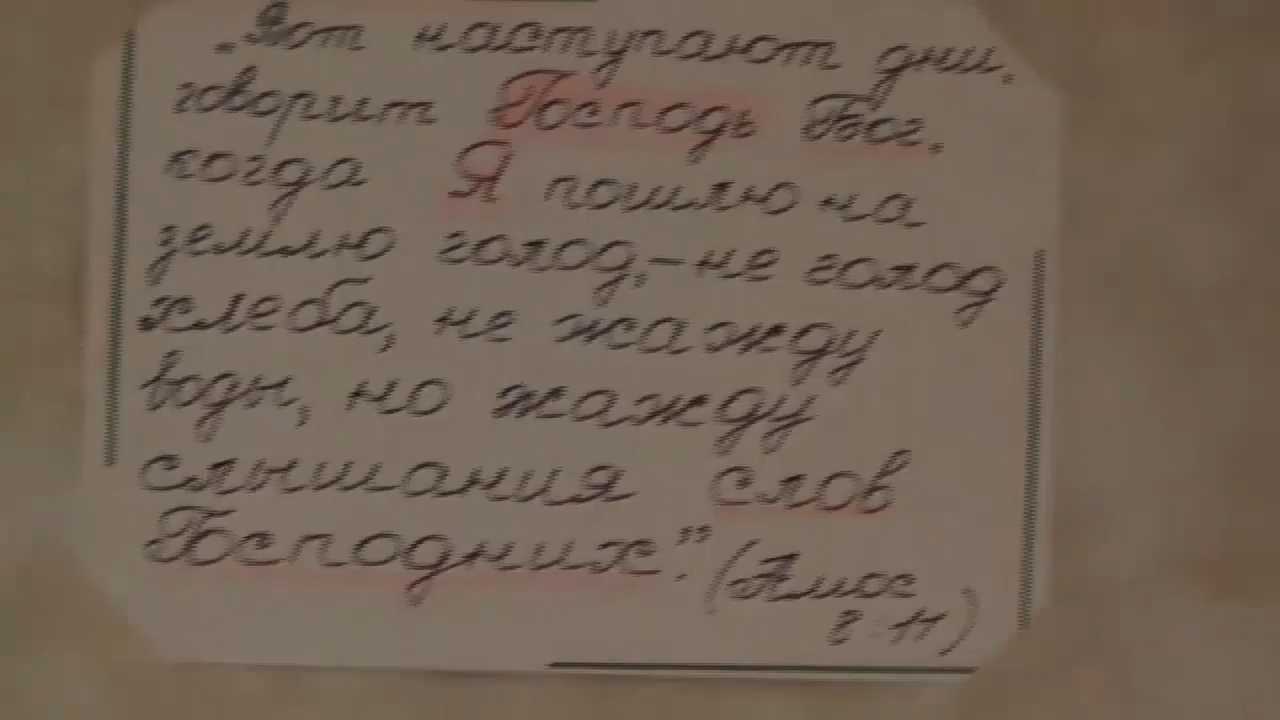 „Вот наступают дни,
говорит Господь Бог,
когда Я пошлю на
землю голод,-не голод
хлеба, не жажду
воды, но жажду
слышания слов
Господних". (Амос
8:11)